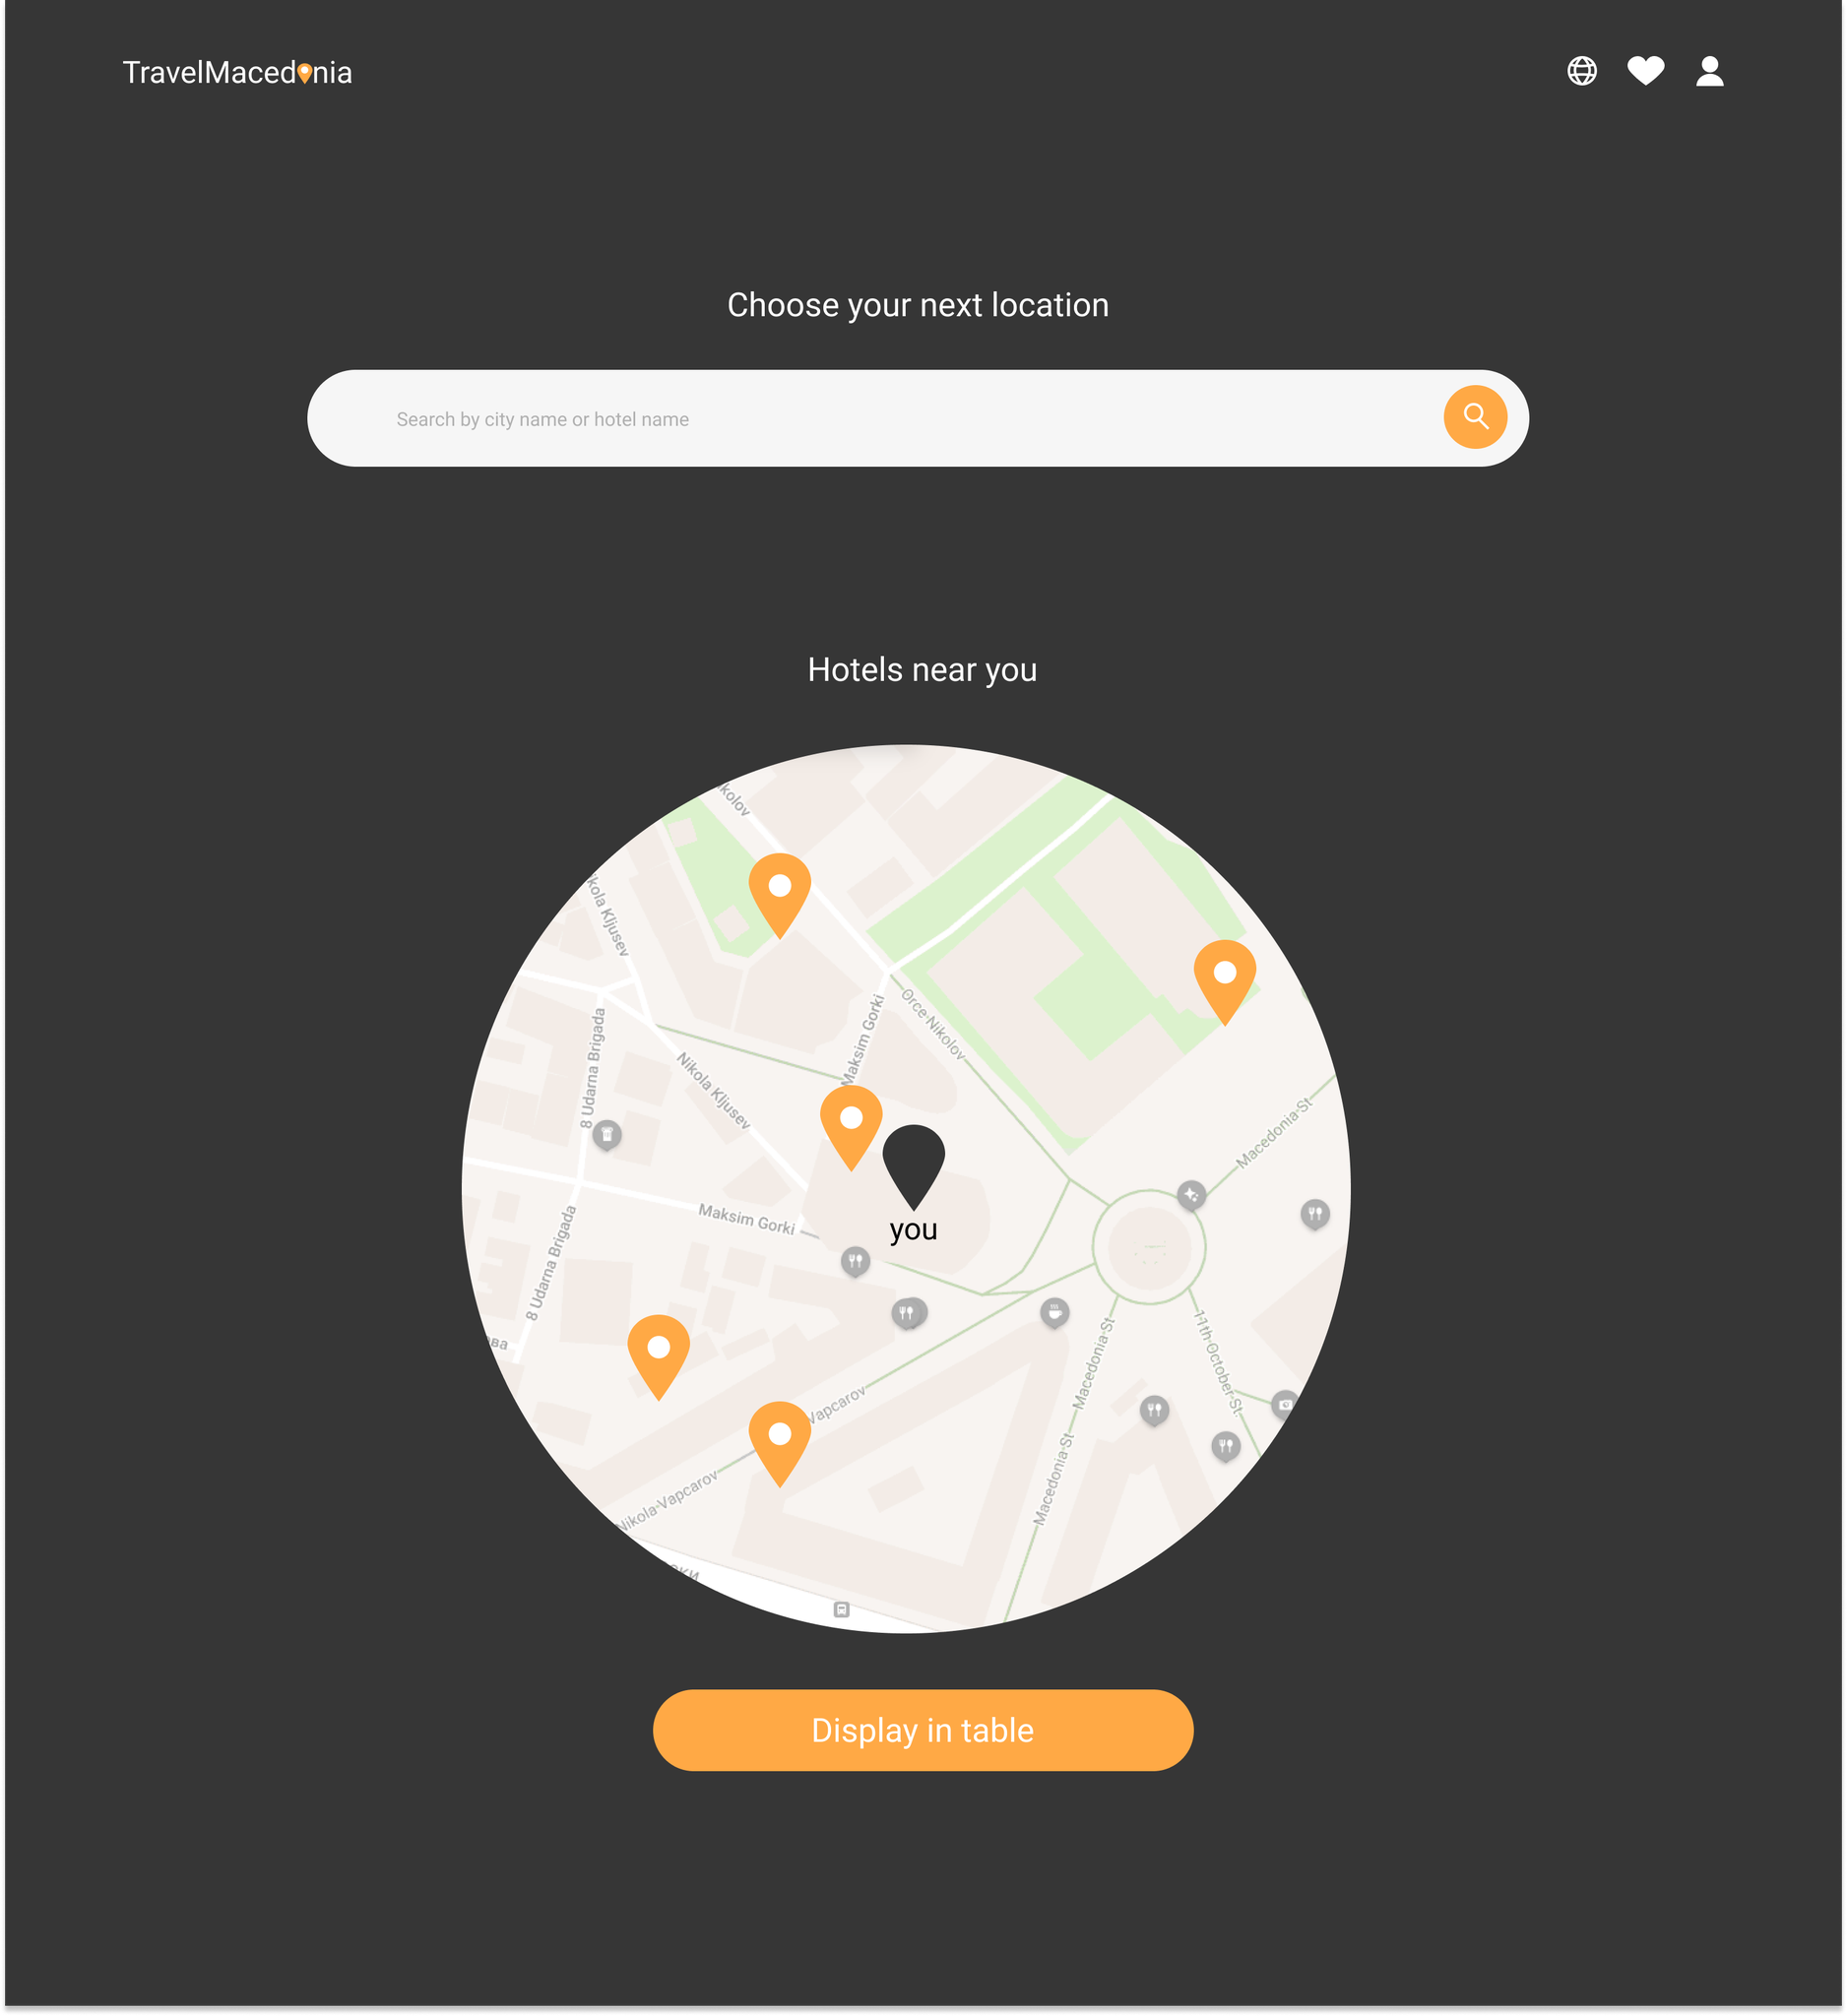 TravelMacedonia
Choose your next location
Search by city name or hotel name
Hotels near you
kolov
kola Kljusev
Orce Nikolov
Maksim Gorki
8 Udarna Brigada
Nikola Kljusev
Macedonia St
you
Maksim Gorki
8 Udarna Brigada
ва
Macedonia St
11th October St.
Vapcarov
Macedonia St
Nikola Vapcarov
Display in table